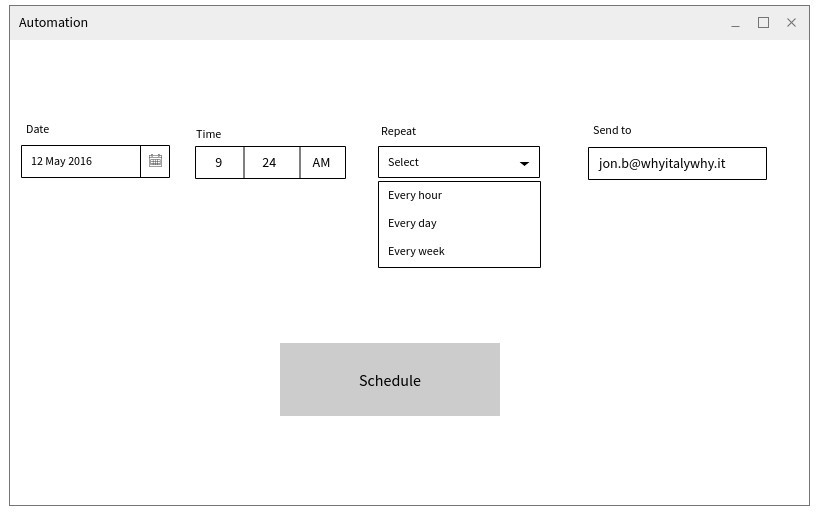 Automation
Date
Time
Repeat
Send to
12 May 2016
9
24
AM
Select
jon.b@whyitalywhy.it
Every hour
Every day
Every week
Schedule